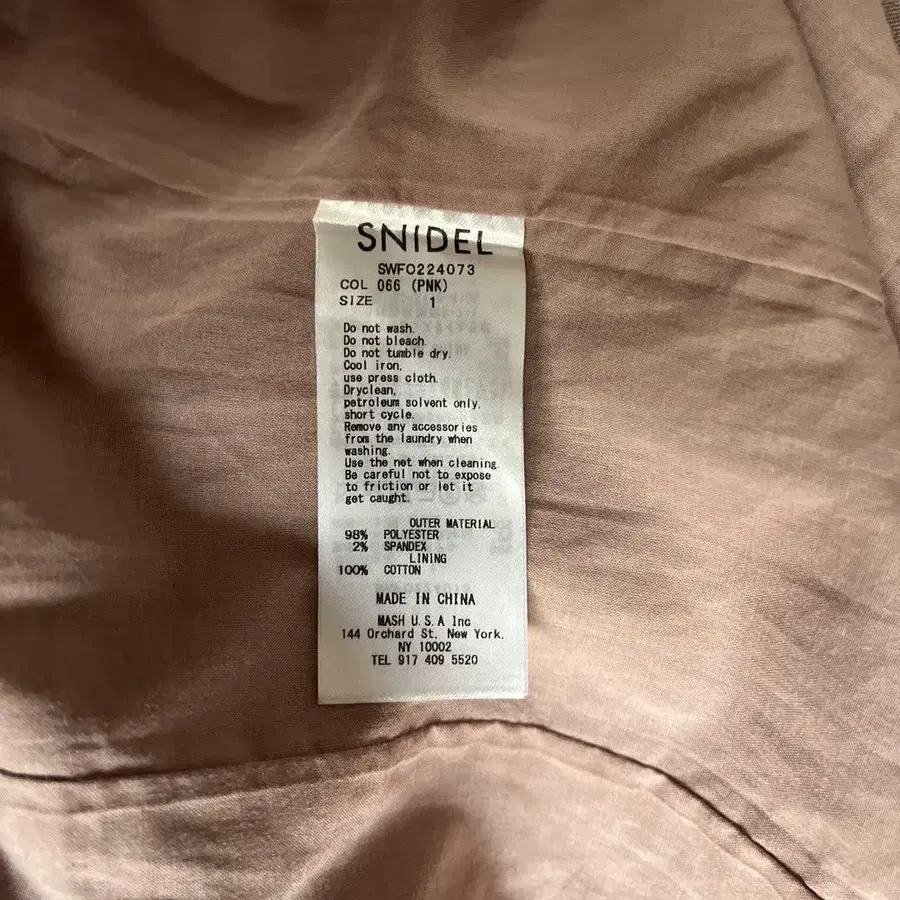 SNIDEL
SWFO224073
COL 066 (PNK)
SIZE 1
Do not wash.
Do not bleach.
Do not tumble dry.
Cool iron,
use press cloth.
Dryclean,
petroleum solvent only,
short cycle.
Remove any accessories
from the laundry when
washing.
Use the net when cleaning
Be careful not to expose
to friction or let it
get caught.
OUTER MATERIAL
98% POLYESTER
2% SPANDEX
LINING
100% COTTON
MADE IN CHINA
MASH U.S.A Inc
144 Orchard St, New York,
NY 10002
TEL 917 409 5520